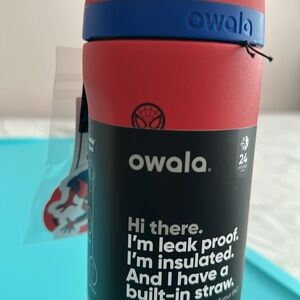 owala
owala.
24
Hi there.
I'm leak proof.
I'm insulated.
And I have a
built-in straw.